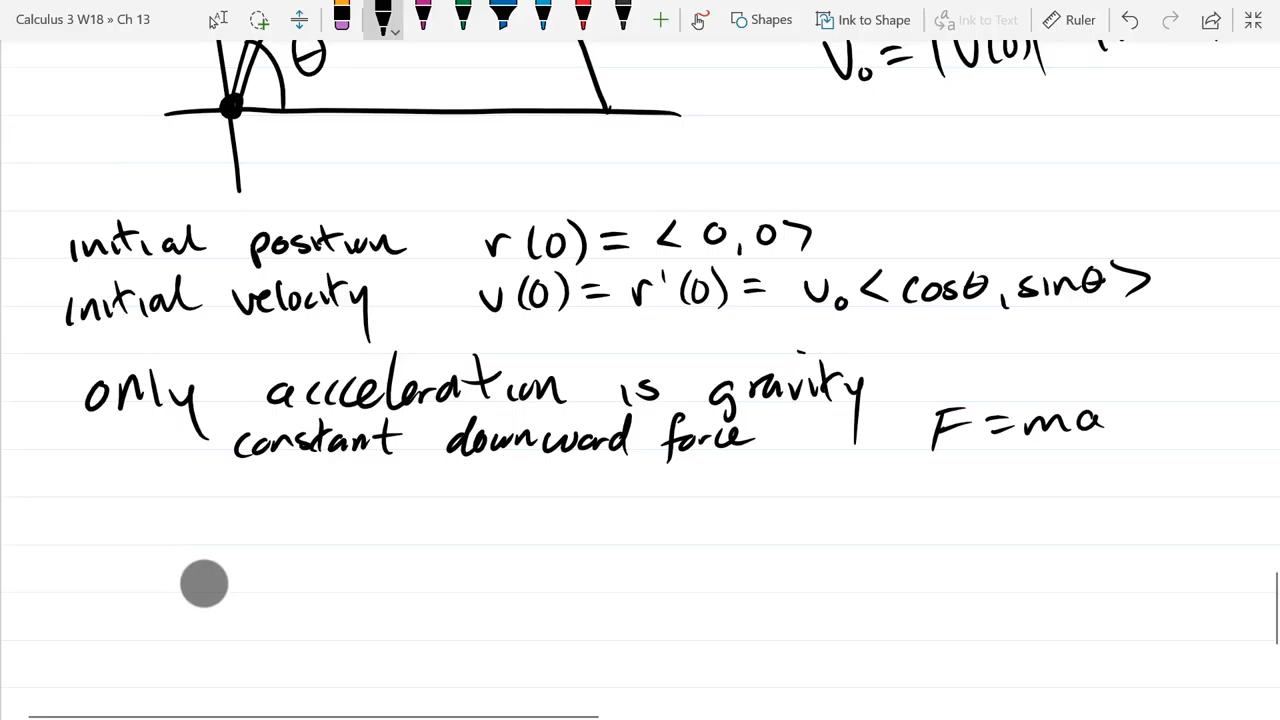 Calculus 3 W18 » Ch 13
Shapes
Ink to Shape
Ink to Text
Ruler
θ
v₀ = |v(0)|
initial position r(0) = < 0, 0 >
initial velocity v(0) = r'(0) = v₀ < cosθ, sinθ >
only accceleration is gravity
constant downward force F = ma